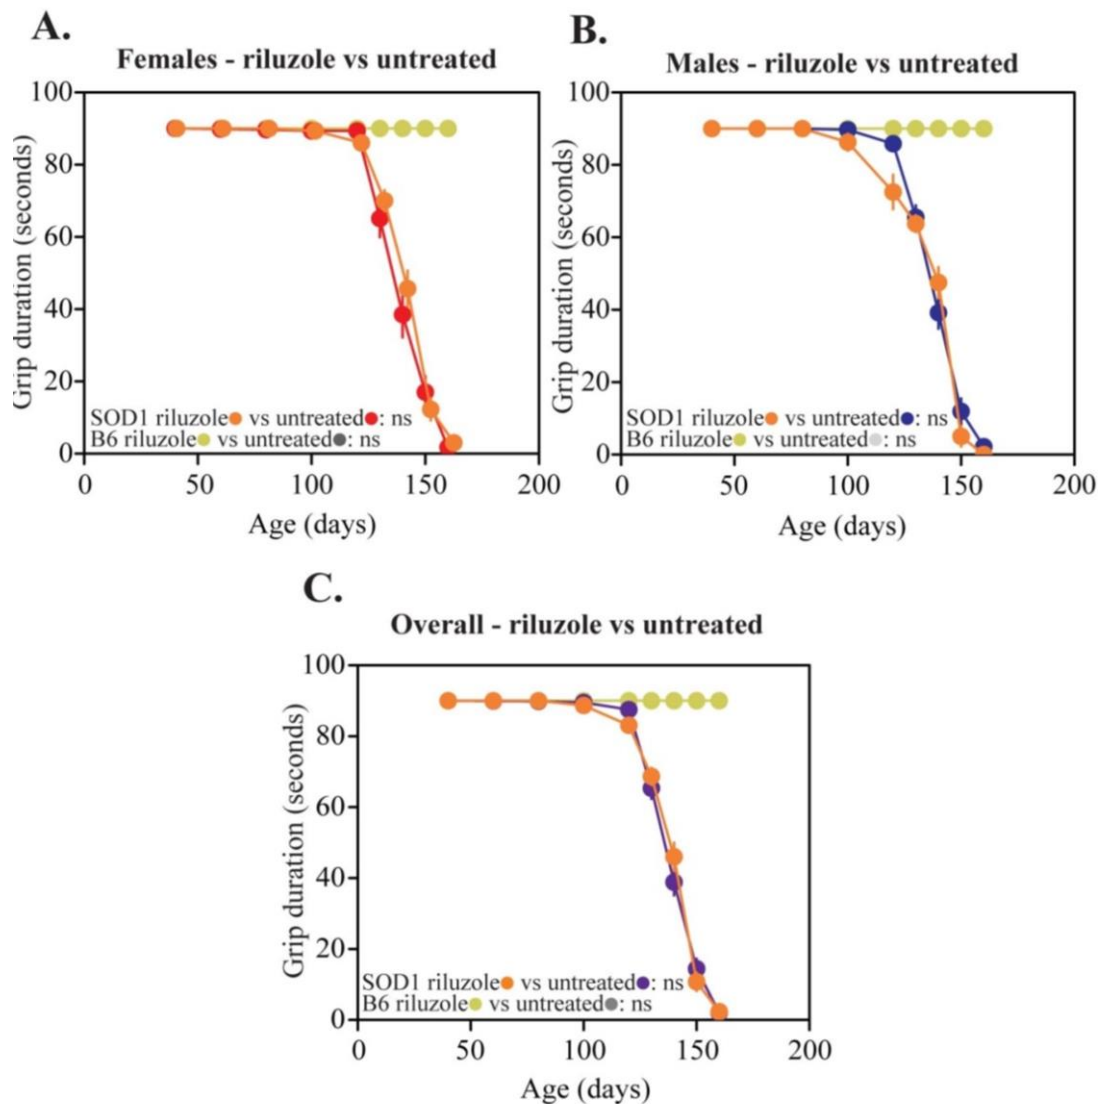 A.
Females - riluzole vs untreated
Grip duration (seconds)
100
80
60
40
20
0
SOD1 riluzole vs untreated: ns
B6 riluzole vs untreated: ns
0 50 100 150 200
Age (days)
B.
Males - riluzole vs untreated
Grip duration (seconds)
100
80
60
40
20
0
SOD1 riluzole vs untreated: ns
B6 riluzole vs untreated: ns
0 50 100 150 200
Age (days)
C.
Overall - riluzole vs untreated
Grip duration (seconds)
100
80
60
40
20
0
SOD1 riluzole vs untreated: ns
B6 riluzole vs untreated: ns
0 50 100 150 200
Age (days)